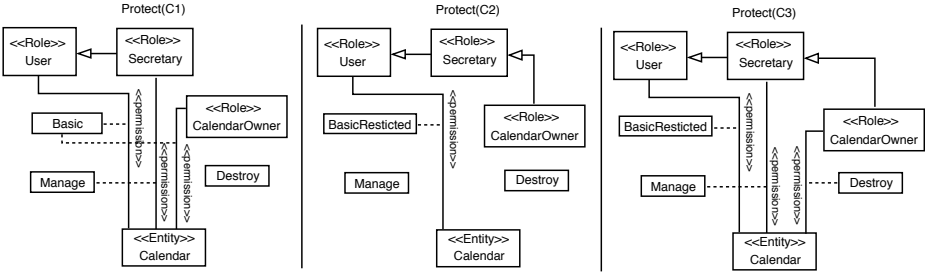 Protect(C1)
<<Role>>
User
<<Role>>
Secretary
<<permission>>
<<Role>>
CalendarOwner
Basic
<<permission>>
<<permission>>
Manage
Destroy
<<Entity>>
Calendar
Protect(C2)
<<Role>>
User
<<Role>>
Secretary
<<permission>>
<<Role>>
CalendarOwner
BasicResticted
Manage
Destroy
<<Entity>>
Calendar
Protect(C3)
<<Role>>
User
<<Role>>
Secretary
<<permission>>
<<Role>>
CalendarOwner
BasicResticted
<<permission>>
<<permission>>
Manage
Destroy
<<Entity>>
Calendar